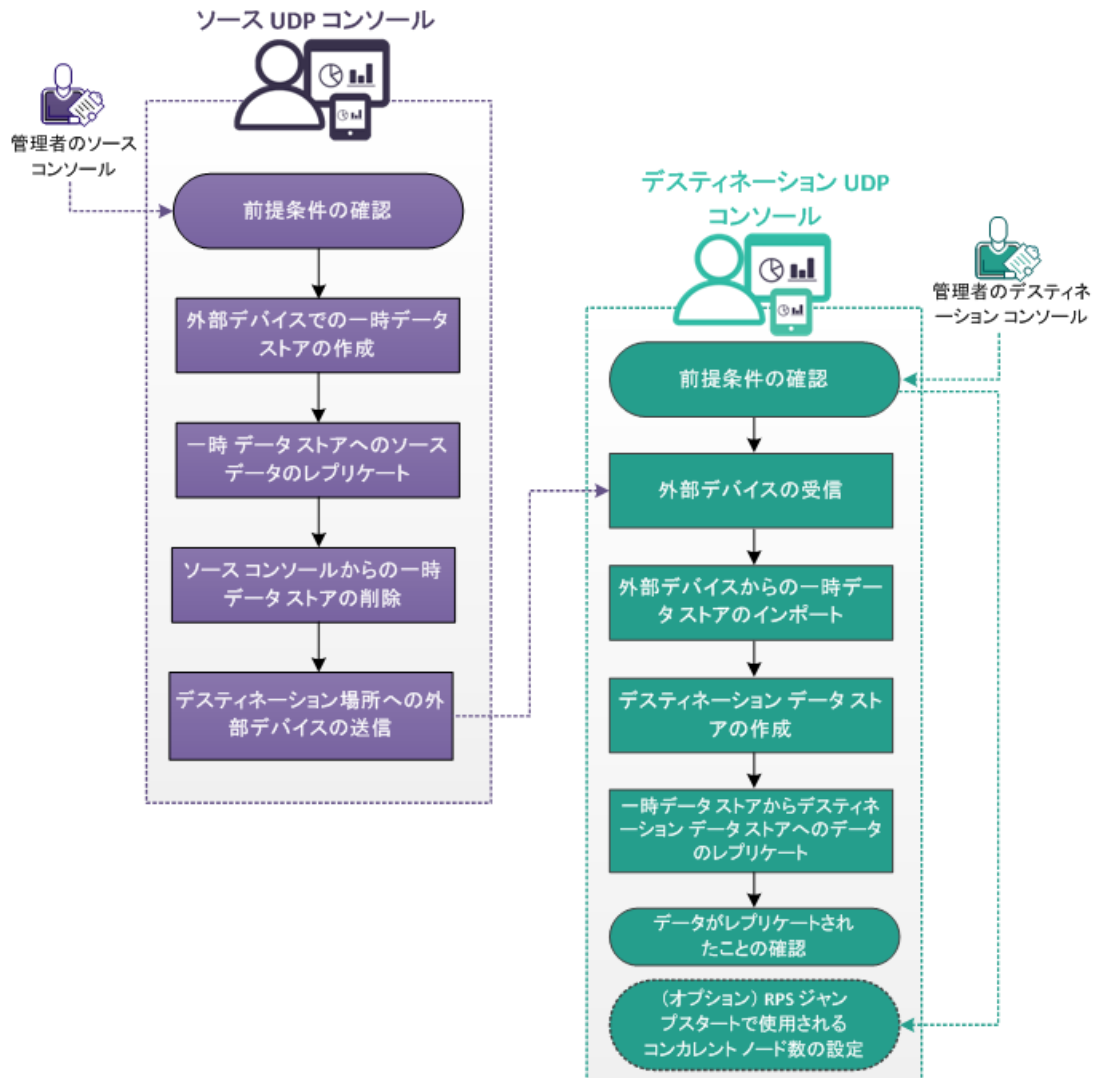 ソース UDP コンソール
管理者のソース
コンソール
前提条件の確認
外部デバイスでの一時データ
ストアの作成
一時 データ ストアへのソース
データのレプリケート
ソース コンソールからの一時
データ ストアの削除
デスティネーション場所への外
部デバイスの送信
デスティネーション UDP
コンソール
管理者のデスティネ
ーション コンソール
前提条件の確認
外部デバイスの受信
外部デバイスからの一時デー
タ ストアのインポート
デスティネーション データ スト
アの作成
一時データ ストアからデスティネ
ーション データ ストアへのデータ
のレプリケート
データがレプリケートされ
たことの確認
(オプション) RPS ジャン
プスタートで使用される
コンカレント ノード数の設定